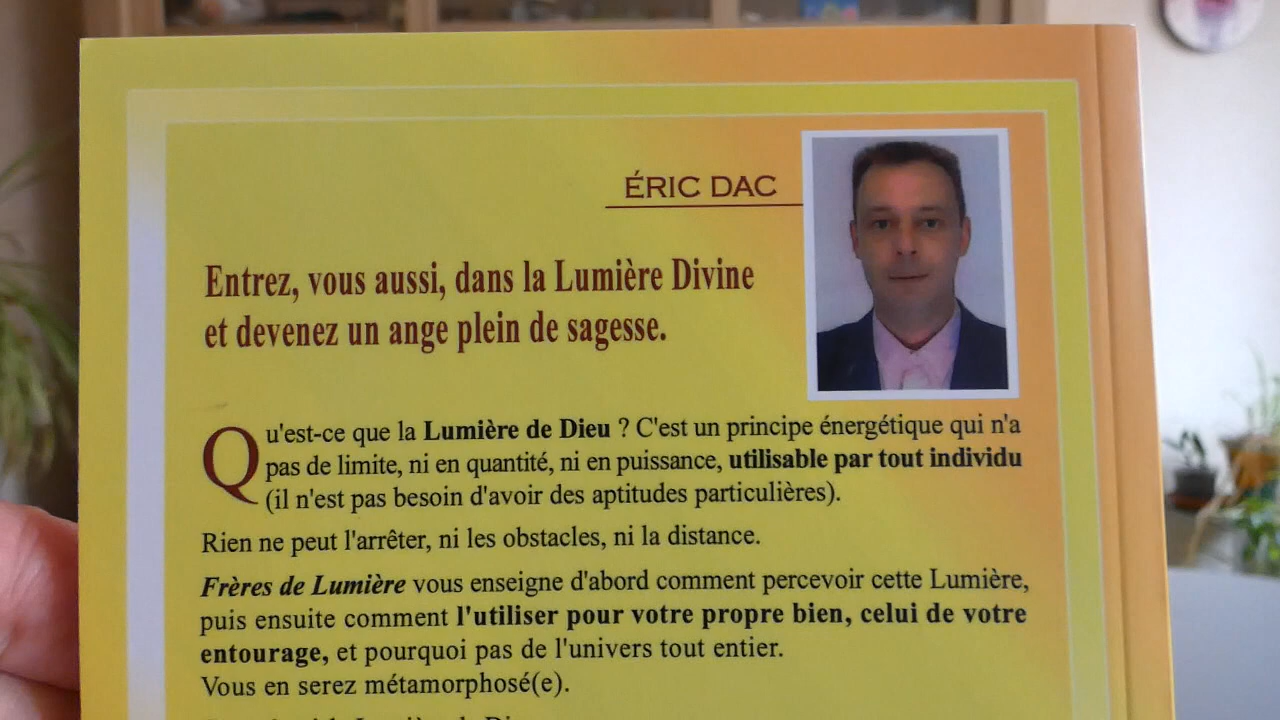 ÉRIC DAC
Entrez, vous aussi, dans la Lumière Divine
et devenez un ange plein de sagesse.
Qu'est-ce que la Lumière de Dieu ? C'est un principe énergétique qui n'a
pas de limite, ni en quantité, ni en puissance, utilisable par tout individu
(il n'est pas besoin d'avoir des aptitudes particulières).
Rien ne peut l'arrêter, ni les obstacles, ni la distance.
Frères de Lumière vous enseigne d'abord comment percevoir cette Lumière,
puis ensuite comment l'utiliser pour votre propre bien, celui de votre
entourage, et pourquoi pas de l'univers tout entier.
Vous en serez métamorphosé(e).